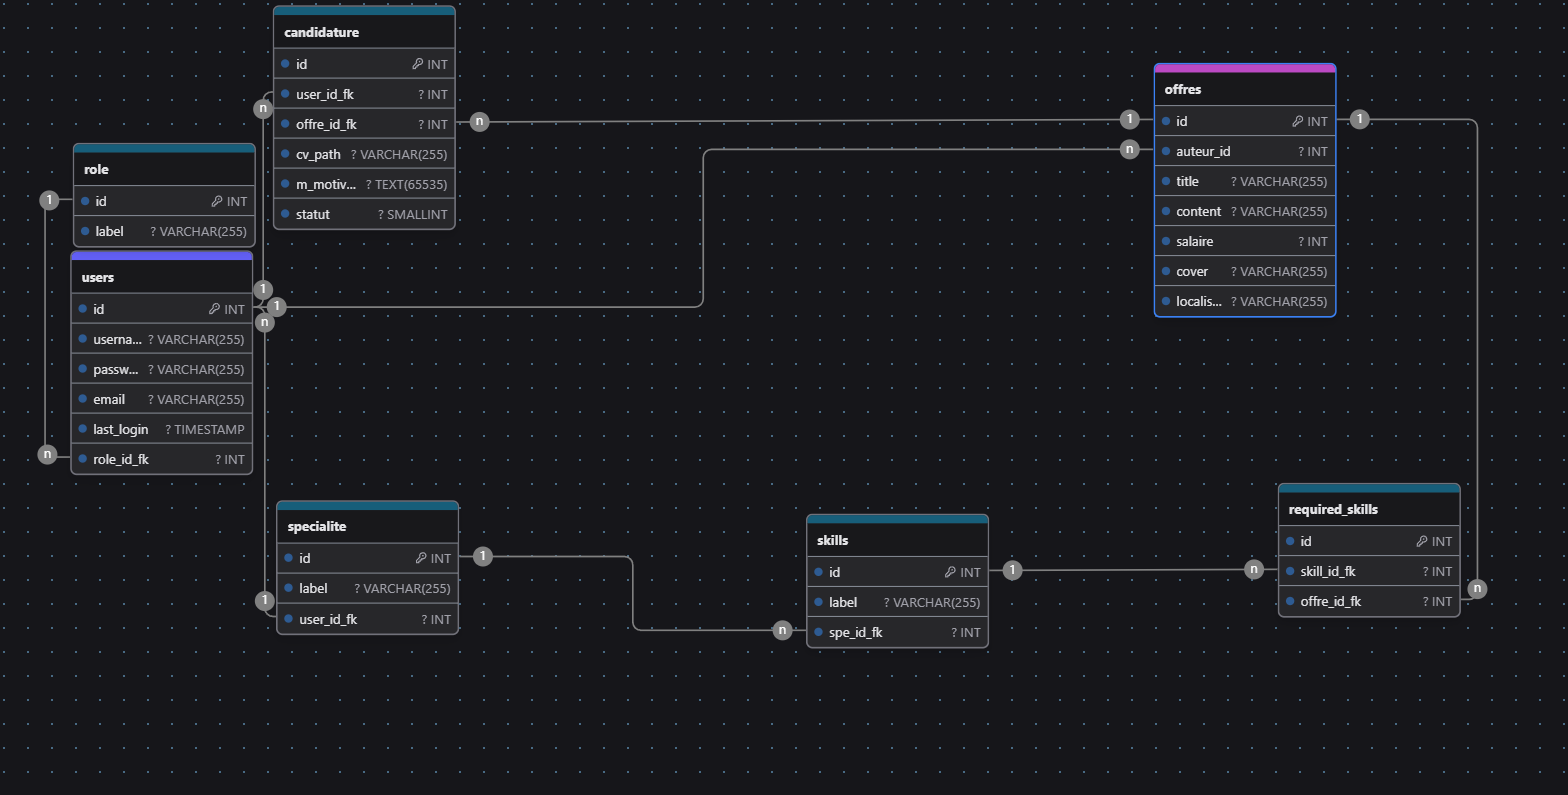 candidature
id INT
user_id_fk ? INT
offre_id_fk ? INT
cv_path ? VARCHAR(255)
m_motiv... ? TEXT(65535)
statut ? SMALLINT
n
n
role
id INT
label ? VARCHAR(255)
1
users
id INT
userna... ? VARCHAR(255)
passw... ? VARCHAR(255)
email ? VARCHAR(255)
last_login ? TIMESTAMP
role_id_fk ? INT
1
1
n
n
offres
id INT
auteur_id ? INT
title ? VARCHAR(255)
content ? VARCHAR(255)
salaire ? INT
cover ? VARCHAR(255)
localis... ? VARCHAR(255)
1
1
n
specialite
id INT
label ? VARCHAR(255)
user_id_fk ? INT
1
1
skills
id INT
label ? VARCHAR(255)
spe_id_fk ? INT
n
1
required_skills
id INT
skill_id_fk ? INT
offre_id_fk ? INT
n
n